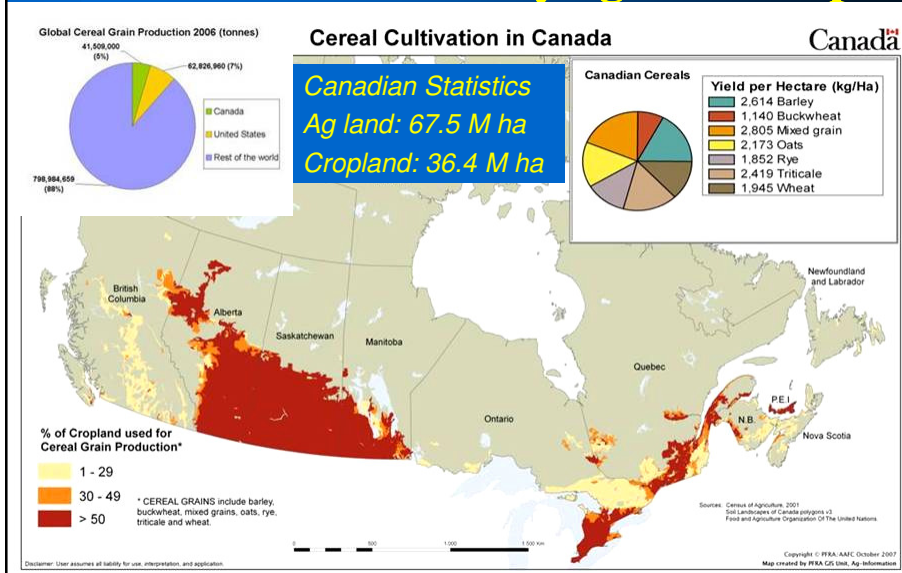 Global Cereal Grain Production 2006 (tonnes)
41,509,000
(5%)
62,826,960 (7%)
Canada
United States
Rest of the world
798,984,659
(88%)
Cereal Cultivation in Canada
Canada
Canadian Statistics
Ag land: 67.5 M ha
Cropland: 36.4 M ha
Canadian Cereals
Yield per Hectare (kg/Ha)
2,614 Barley
1,140 Buckwheat
2,805 Mixed grain
2,173 Oats
1,852 Rye
2,419 Triticale
1,945 Wheat
British
Columbia
Alberta
Saskatchewan
Manitoba
Ontario
Quebec
Newfoundland
and Labrador
P.E.I
N.B.
Nova Scotia
% of Cropland used for
Cereal Grain Production*
1 - 29
30 - 49
> 50
* CEREAL GRAINS include barley,
buckwheat, mixed grains, oats, rye,
triticale and wheat.
0 500 1,000 1,500 Km
Sources: Census of Agriculture, 2001
Soil Landscapes of Canada polygons v3
Food and Agriculture Organization Of The United Nations
Copyright © PFRA: AAFC October 2007
Map created by PFRA GIS Unit, Ag-Information
Disclaimer: User assumes all liability for use, interpretation, and application.